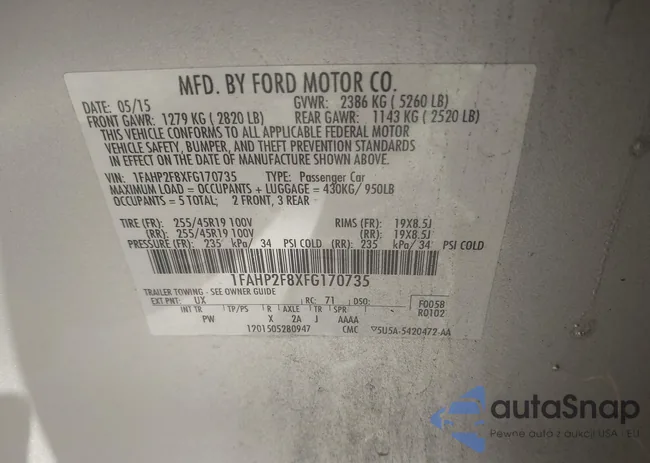 MFD. BY FORD MOTOR CO.
DATE: 05/15 GVWR: 2386 KG ( 5260 LB)
FRONT GAWR: 1279 KG ( 2820 LB) REAR GAWR: 1143 KG ( 2520 LB)
THIS VEHICLE CONFORMS TO ALL APPLICABLE FEDERAL MOTOR
VEHICLE SAFETY, BUMPER, AND THEFT PREVENTION STANDARDS
IN EFFECT ON THE DATE OF MANUFACTURE SHOWN ABOVE.
VIN: 1FAHP2F8XFG170735 TYPE: Passenger Car
MAXIMUM LOAD = OCCUPANTS + LUGGAGE = 430KG/ 950LB
OCCUPANTS = 5 TOTAL; 2 FRONT, 3 REAR
TIRE (FR): 255/45R19 100V RIMS (FR): 19X8.5J
(RR): 255/45R19 100V (RR): 19X8.5J
PRESSURE (FR): 235 kPa/ 34 PSI COLD (RR): 235 kPa/ 34 PSI COLD
1FAHP2F8XFG170735
TRAILER TOWING - SEE OWNER GUIDE
EXT PNT: UX RC: 71 DSO: F0058
INT TR TP/PS R AXLE TR SPR R0102
PW X 2A J AAAA
1201505280947 CMC 5U5A-5420472-AA
autaSnap
Pewne auto z aukcji USA i EU